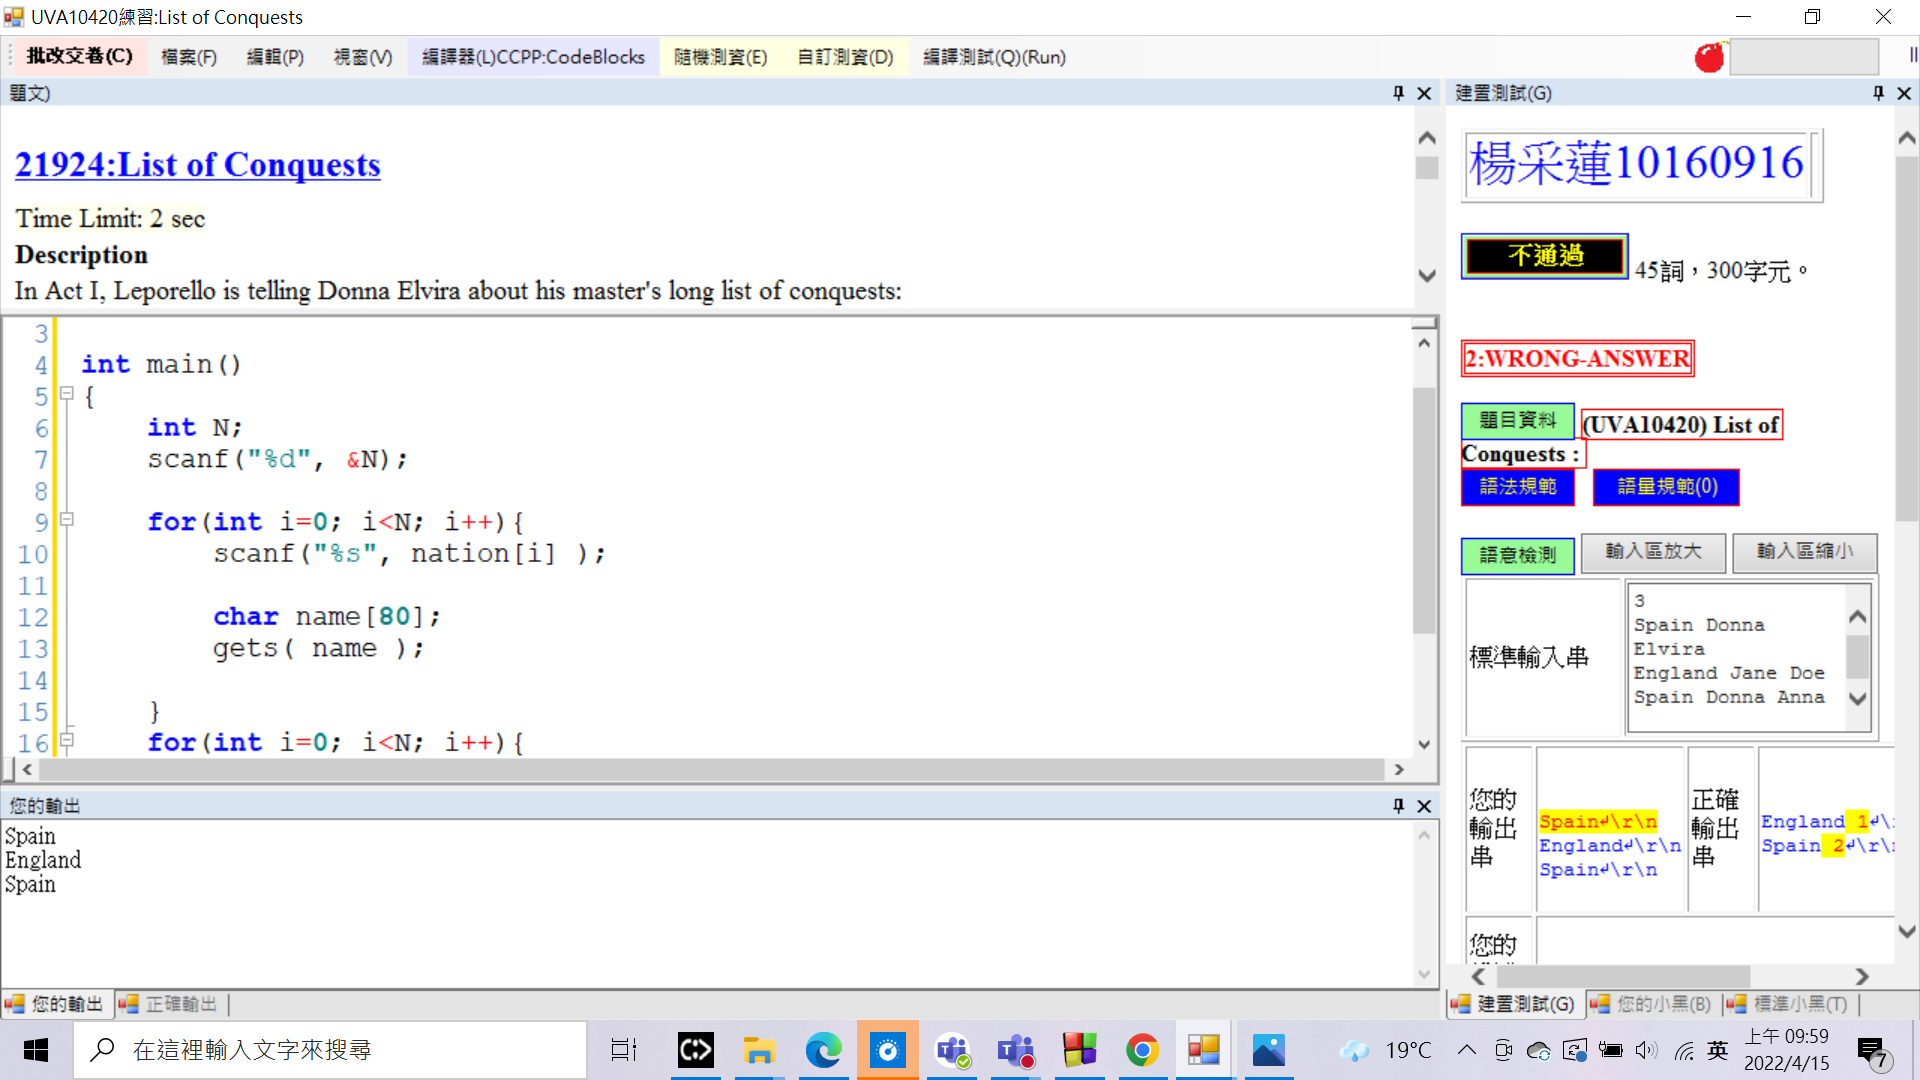 UVA10420練習:List of Conquests
批改交卷(C) 檔案(F) 編輯(P) 視窗(V) 編譯器(L)CCPP:CodeBlocks 隨機測資(E) 自訂測資(D) 編譯測試(Q)(Run)
題文)
21924:List of Conquests
Time Limit: 2 sec
Description
In Act I, Leporello is telling Donna Elvira about his master's long list of conquests:
3
4 int main()
5 {
6 int N;
7 scanf("%d", &N);
8
9 for(int i=0; i<N; i++){
10 scanf("%s", nation[i] );
11
12 char name[80];
13 gets( name );
14
15 }
16 for(int i=0; i<N; i++){
您的輸出
Spain
England
Spain
您的輸出 正確輸出
建置測試(G)
楊采蓮10160916
不通過 45詞，300字元。
2:WRONG-ANSWER
題目資料 (UVA10420) List of
Conquests :
語法規範 語量規範(0)
語意檢測 輸入區放大 輸入區縮小
標準輸入串
3
Spain Donna
Elvira
England Jane Doe
Spain Donna Anna
您的
輸出
串
Spain↲\r\n
England↲\r\n
Spain↲\r\n
正確
輸出
串
England 1↲\r
Spain 2↲\r\n
您的
建置測試(G) 您的小黑(B) 標準小黑(T)
在這裡輸入文字來搜尋
19°C
英
上午 09:59
2022/4/15
7